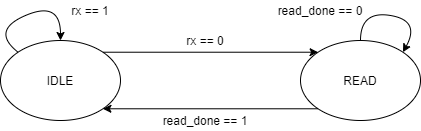 rx == 1
read_done == 0
rx == 0
IDLE
READ
read_done == 1